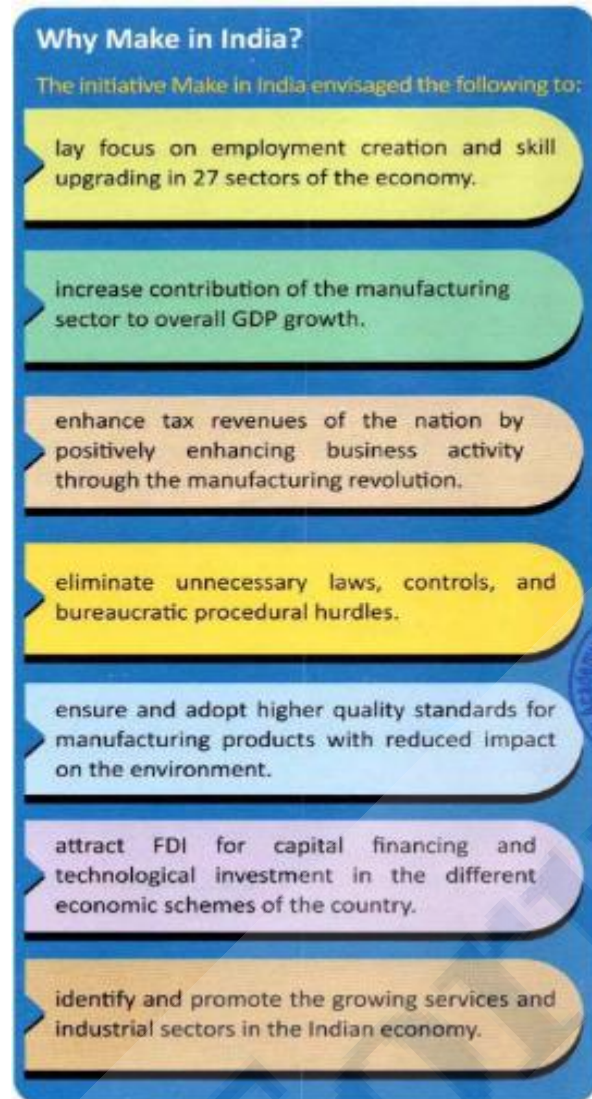 Why Make in India?
The initiative Make in India envisaged the following to:
lay focus on employment creation and skill
upgrading in 27 sectors of the economy.
increase contribution of the manufacturing
sector to overall GDP growth.
enhance tax revenues of the nation by
positively enhancing business activity
through the manufacturing revolution.
eliminate unnecessary laws, controls, and
bureaucratic procedural hurdles.
ensure and adopt higher quality standards for
manufacturing products with reduced impact
on the environment.
attract FDI for capital financing and
technological investment in the different
economic schemes of the country.
identify and promote the growing services and
industrial sectors in the Indian economy.